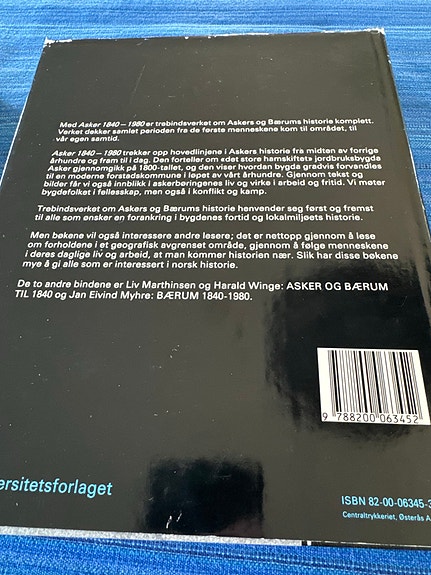 Med Asker 1840 – 1980 er trebindsverket om Askers og Bærums historie komplett.
Verket dekker samlet perioden fra de første menneskene kom til området, til
vår egen samtid.
Asker 1840 – 1980 trekker opp hovedlinjene i Askers historie fra midten av forrige
århundre og fram til i dag. Den forteller om «det store hamskiftet» jordbruksbygda
Asker gjennomgikk på 1800-tallet, og den viser hvordan bygda gradvis forvandles
til en moderne forstadskommune i løpet av vårt århundre. Gjennom tekst og
bilder får vi også innblikk i askerbøringenes liv og virke i arbeid og fritid. Vi møter
bygdefolket i fellesskap, men også i konflikt og kamp.
Trebindsverket om Askers og Bærums historie henvender seg først og fremst
til alle som ønsker en forankring i bygdenes fortid og lokalmiljøets historie.
Men bøkene vil også interessere andre lesere; det er nettopp gjennom å lese
om forholdene i et geografisk avgrenset område, gjennom å følge menneskene
i deres daglige liv og arbeid, at man kommer historien nær. Slik har disse bøkene
mye å gi alle som er interessert i norsk historie.
De to andre bindene er Liv Marthinsen og Harald Winge: ASKER OG BÆRUM
TIL 1840 og Jan Eivind Myhre: BÆRUM 1840-1980.
9 788200 063452
ersitetsforlaget
ISBN 82-00-06345-3
Centraltrykkeriet, Østerås A